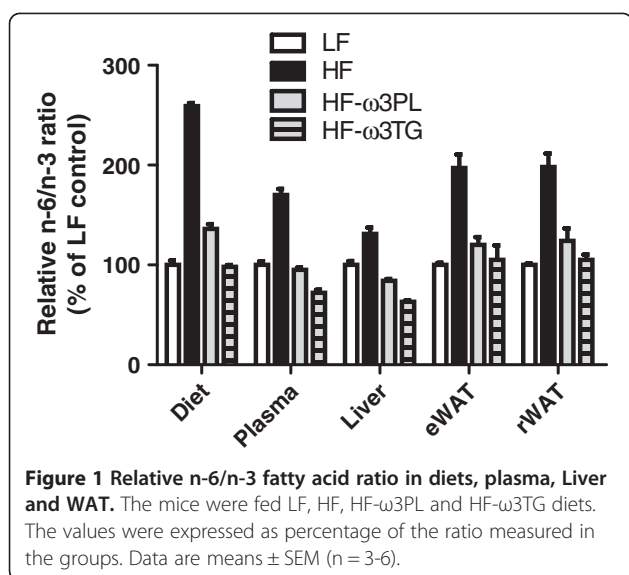 LF
HF
HF-ω3PL
HF-ω3TG
Relative n-6/n-3 ratio
(% of LF control)
300
200
100
0
Diet
Plasma
Liver
eWAT
rWAT
Figure 1 Relative n-6/n-3 fatty acid ratio in diets, plasma, Liver
and WAT. The mice were fed LF, HF, HF-ω3PL and HF-ω3TG diets.
The values were expressed as percentage of the ratio measured in
the groups. Data are means ± SEM (n = 3-6).